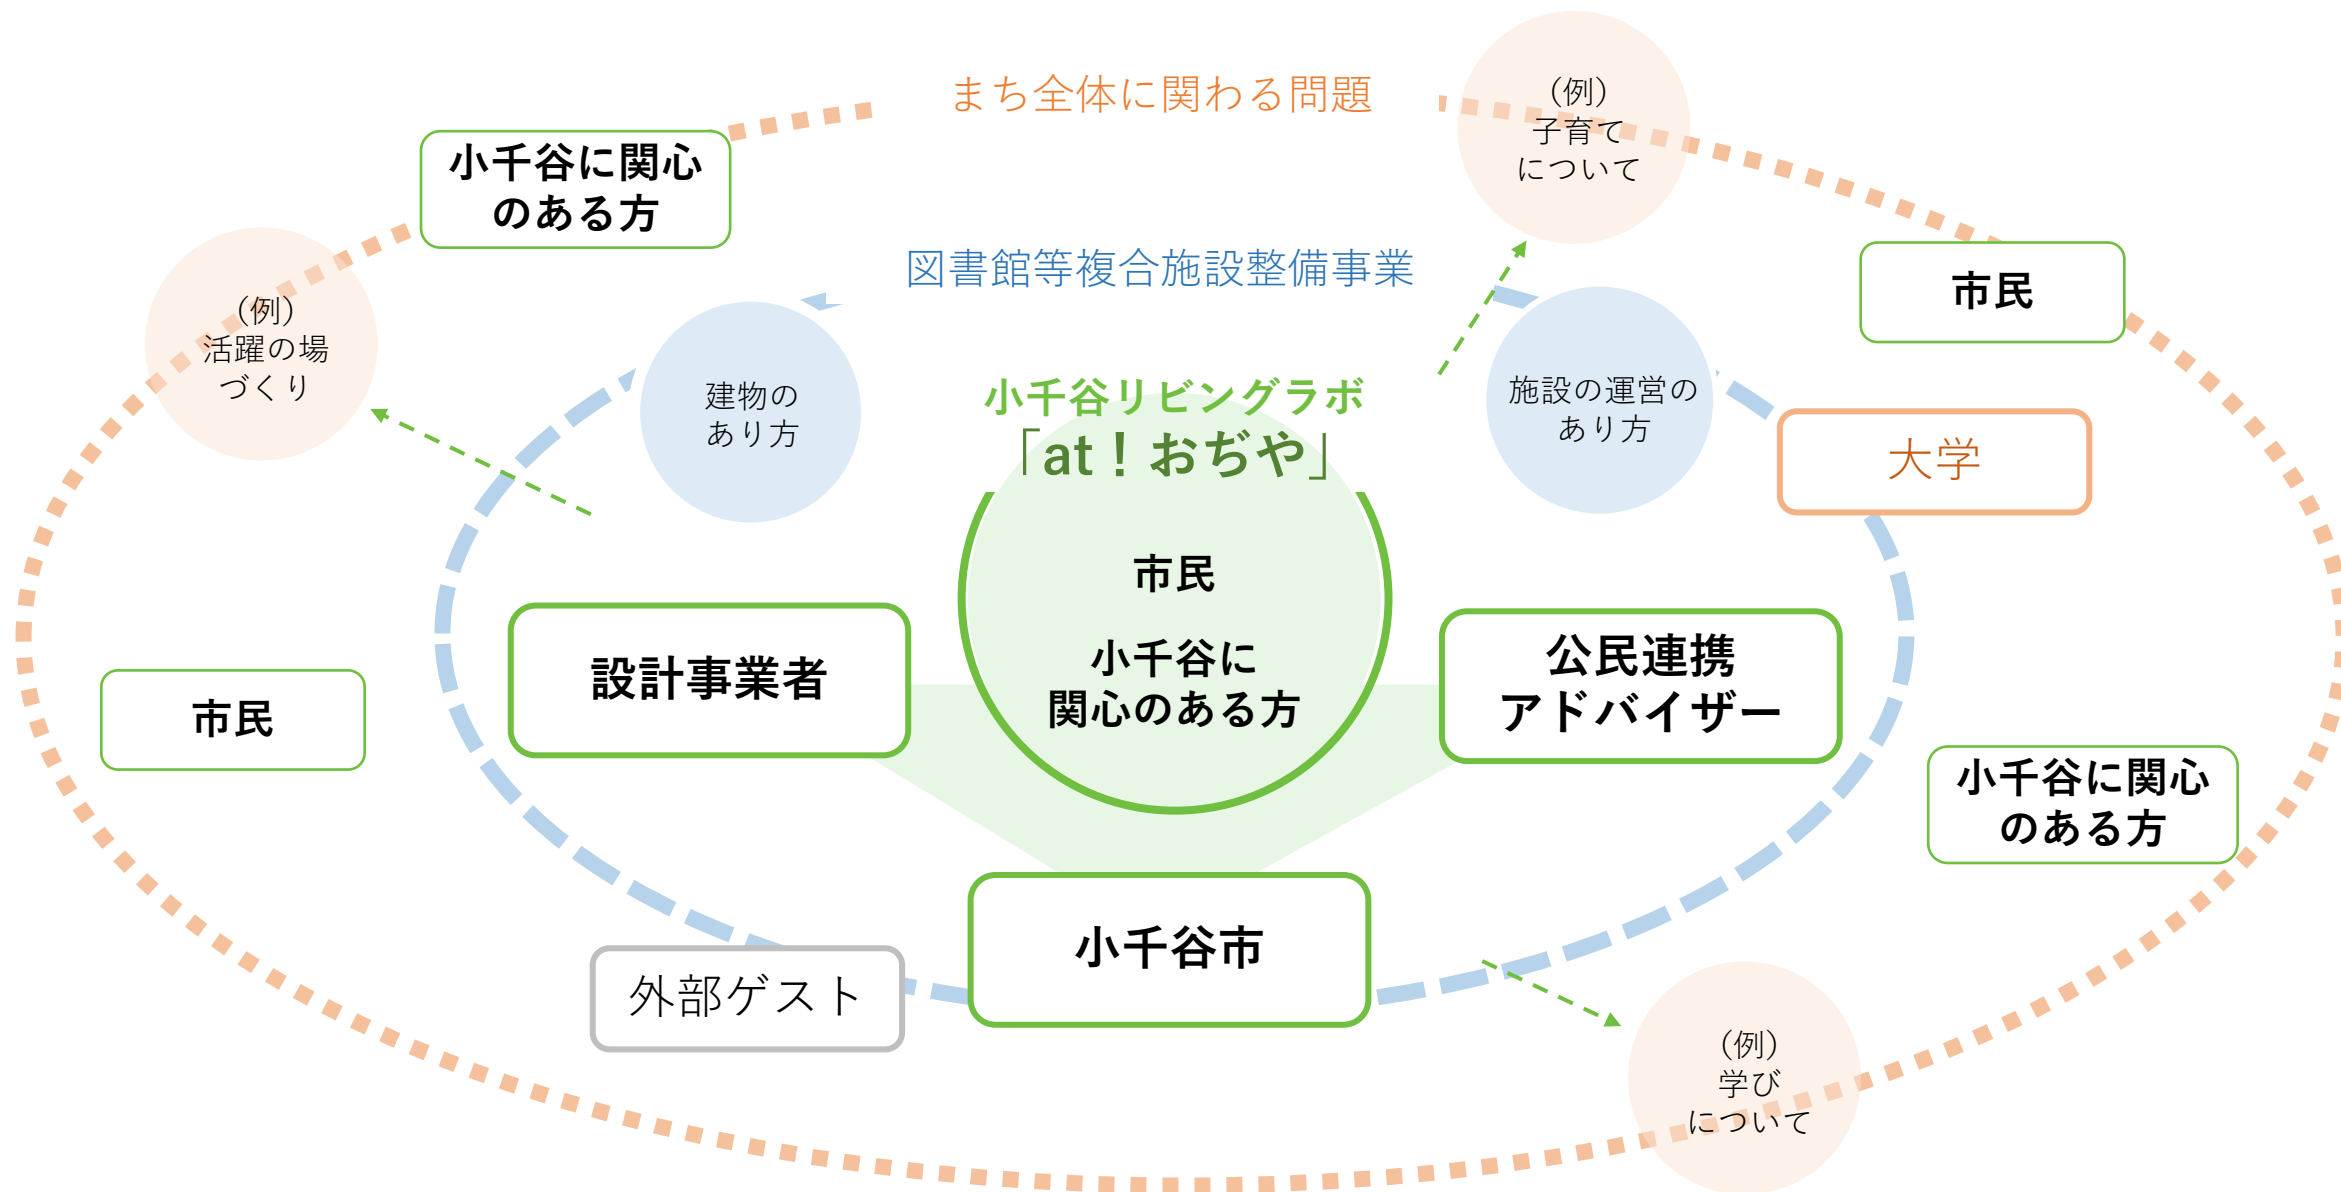 まち全体に関わる問題
（例）
子育て
について
小千谷に関心
のある方
図書館等複合施設整備事業
市民
（例）
活躍の場
づくり
建物の
あり方
小千谷リビングラボ
「at！おぢや」
施設の運営の
あり方
大学
市民
小千谷に
関心のある方
設計事業者
公民連携
アドバイザー
市民
小千谷に関心
のある方
小千谷市
外部ゲスト
（例）
学び
について